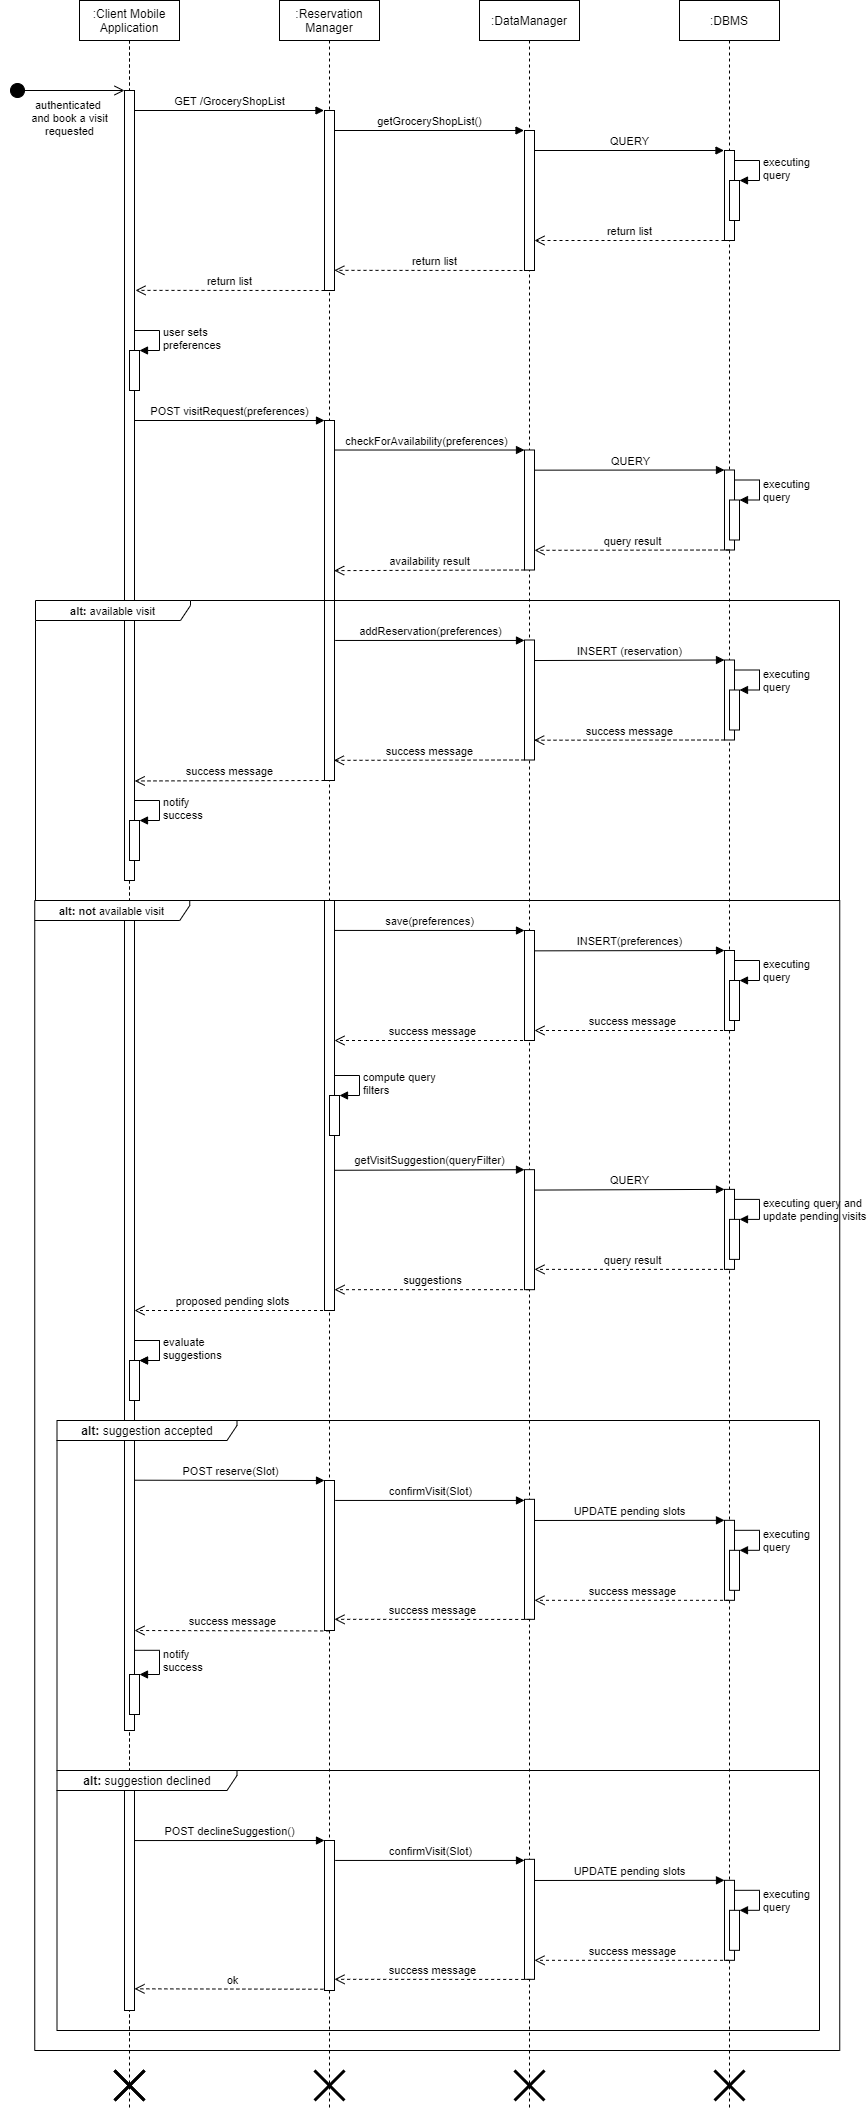 :Client Mobile
Application
:Reservation
Manager
:DataManager
:DBMS
authenticated
and book a visit
requested
GET /GroceryShopList
getGroceryShopList()
QUERY
executing
query
return list
return list
return list
user sets
preferences
POST visitRequest(preferences)
checkForAvailability(preferences)
QUERY
executing
query
query result
availability result
alt: available visit
addReservation(preferences)
INSERT (reservation)
executing
query
success message
success message
success message
notify
success
alt: not available visit
save(preferences)
INSERT(preferences)
executing
query
success message
success message
compute query
filters
getVisitSuggestion(queryFilter)
QUERY
executing query and
update pending visits
query result
suggestions
proposed pending slots
evaluate
suggestions
alt: suggestion accepted
POST reserve(Slot)
confirmVisit(Slot)
UPDATE pending slots
executing
query
success message
success message
success message
notify
success
alt: suggestion declined
POST declineSuggestion()
confirmVisit(Slot)
UPDATE pending slots
executing
query
success message
success message
ok